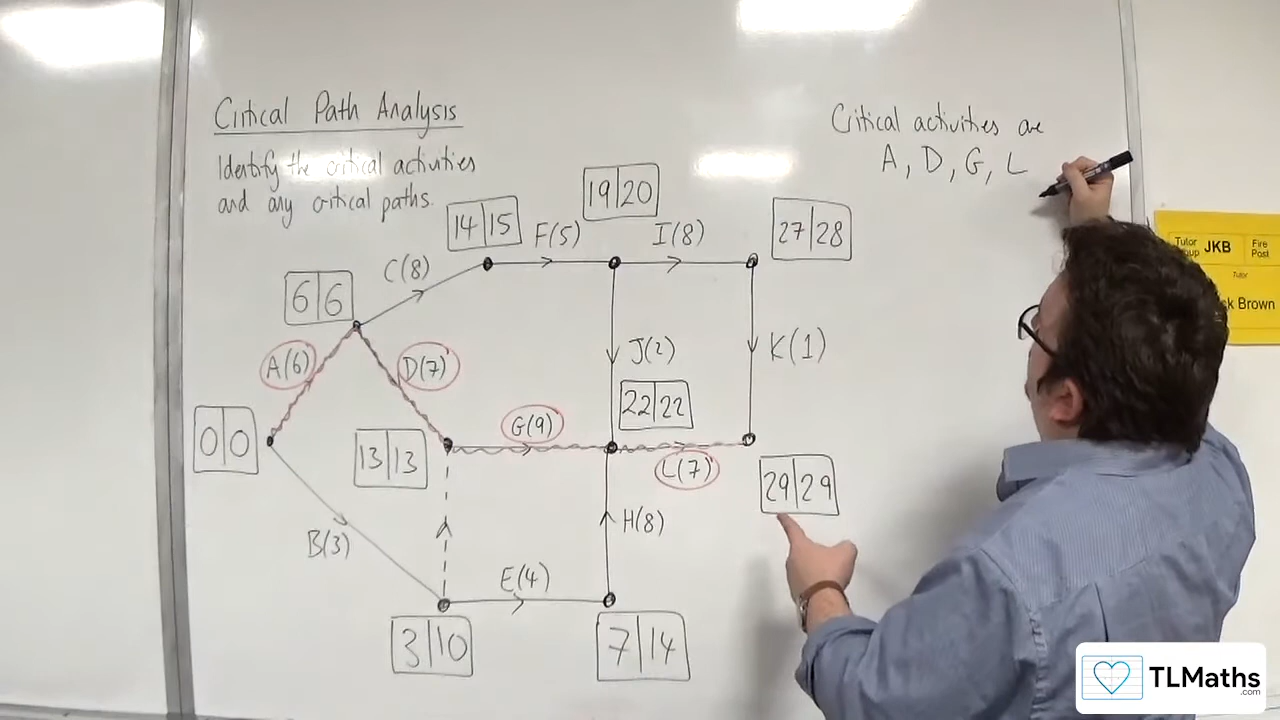 Critical Path Analysis
Identify the critical activities
and any critical paths.
Critical activities are
A, D, G, L
19|20
14|15
F(5)
I(8)
27|28
C(8)
6|6
A(6)
D(7)
J(2)
K(1)
22|22
G(9)
0|0
13|13
L(7)
29|29
B(3)
H(8)
E(4)
3|10
7|14
Tutor
JKB
Fire
Post
Tutor
Brown
TLMaths
.com